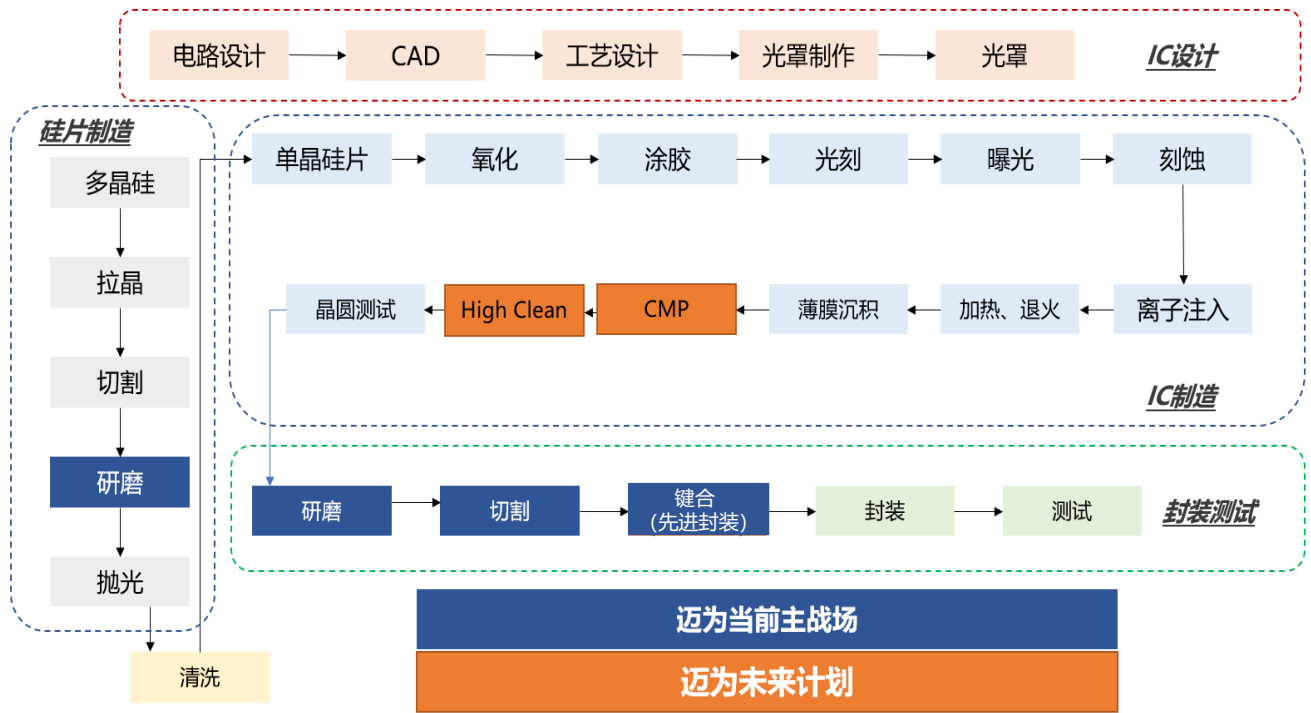 电路设计
CAD
工艺设计
光罩制作
光罩
IC设计
硅片制造
多晶硅
拉晶
切割
研磨
抛光
清洗
单晶硅片
氧化
涂胶
光刻
曝光
刻蚀
晶圆测试
High Clean
CMP
薄膜沉积
加热、退火
离子注入
IC制造
研磨
切割
键合
(先进封装)
封装
测试
封装测试
迈为当前主战场
迈为未来计划